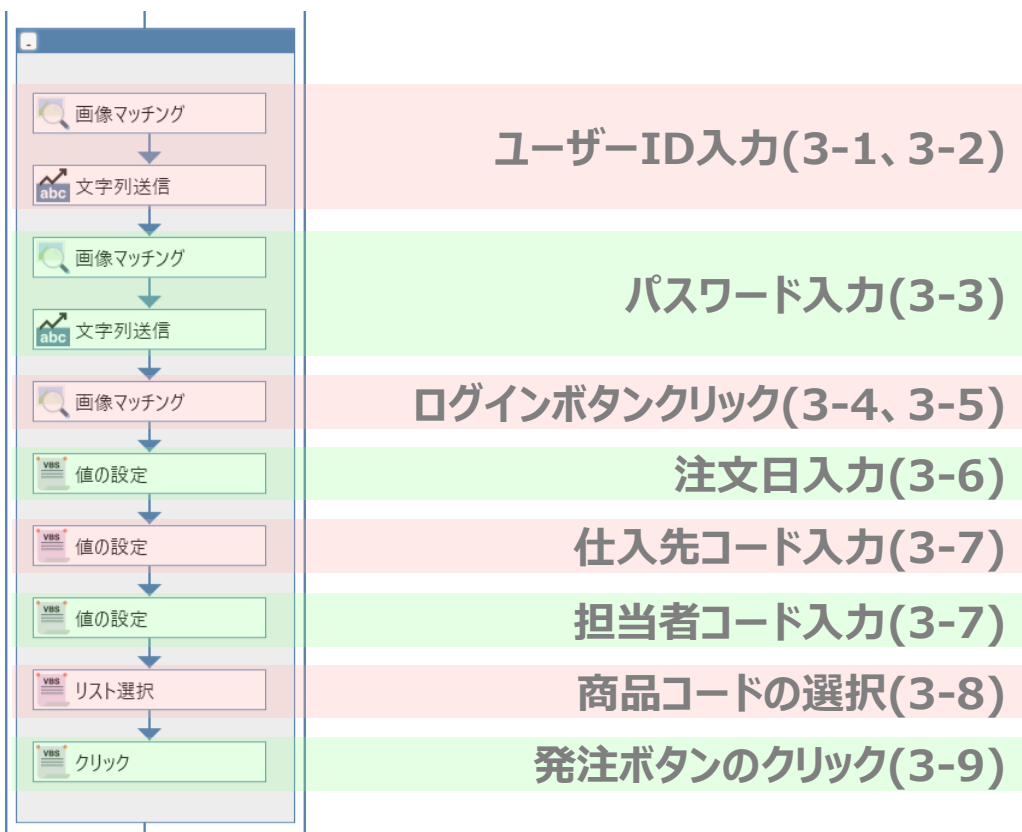 -
画像マッチング
ユーザーID入力(3-1、3-2)
abc 文字列送信
画像マッチング
パスワード入力(3-3)
abc 文字列送信
画像マッチング
ログインボタンクリック(3-4、3-5)
VBS 値の設定
注文日入力(3-6)
VBS 値の設定
仕入先コード入力(3-7)
VBS 値の設定
担当者コード入力(3-7)
VBS リスト選択
商品コードの選択(3-8)
VBS クリック
発注ボタンのクリック(3-9)